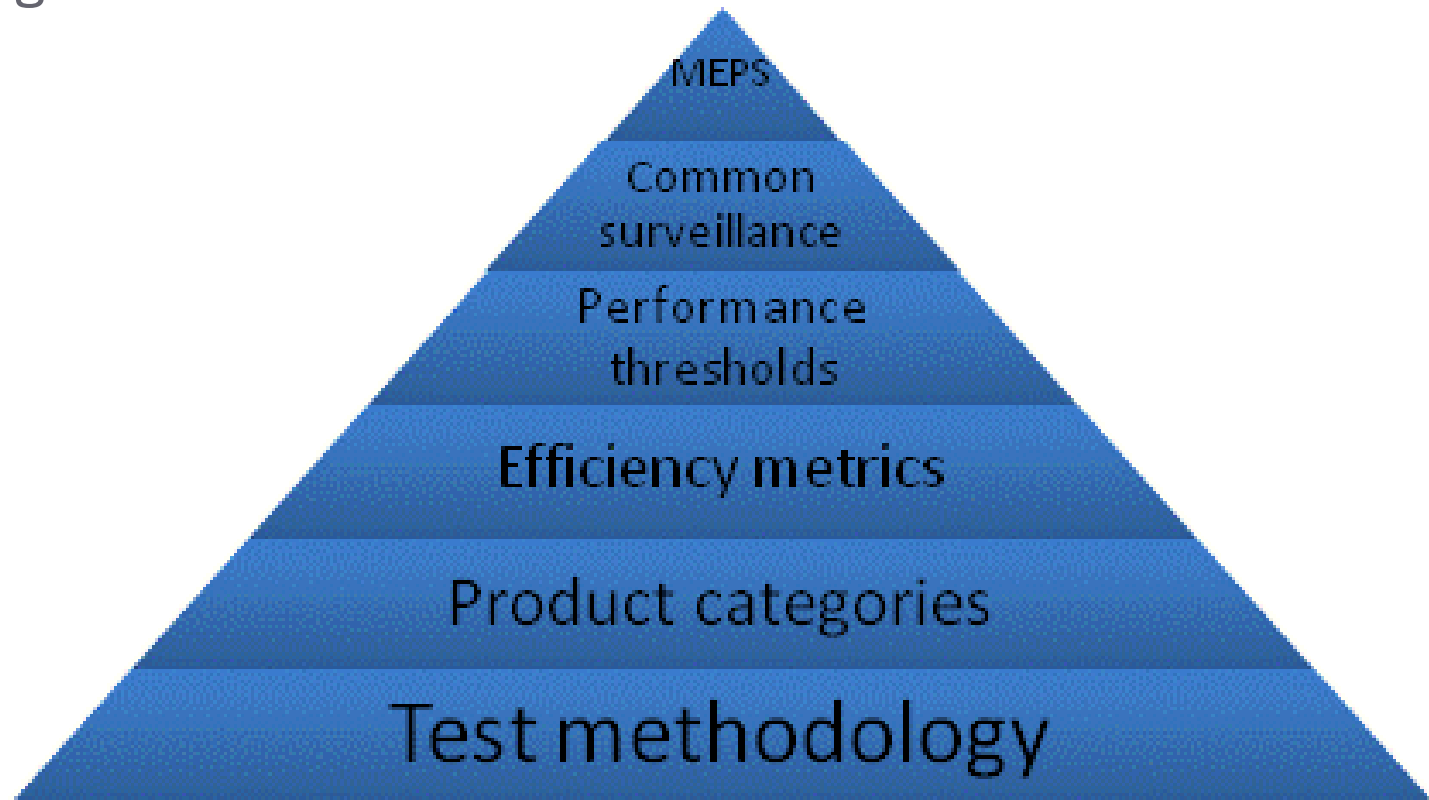 MEPS
Common
surveillance
Performance
thresholds
Efficiency metrics
Product categories
Test methodology